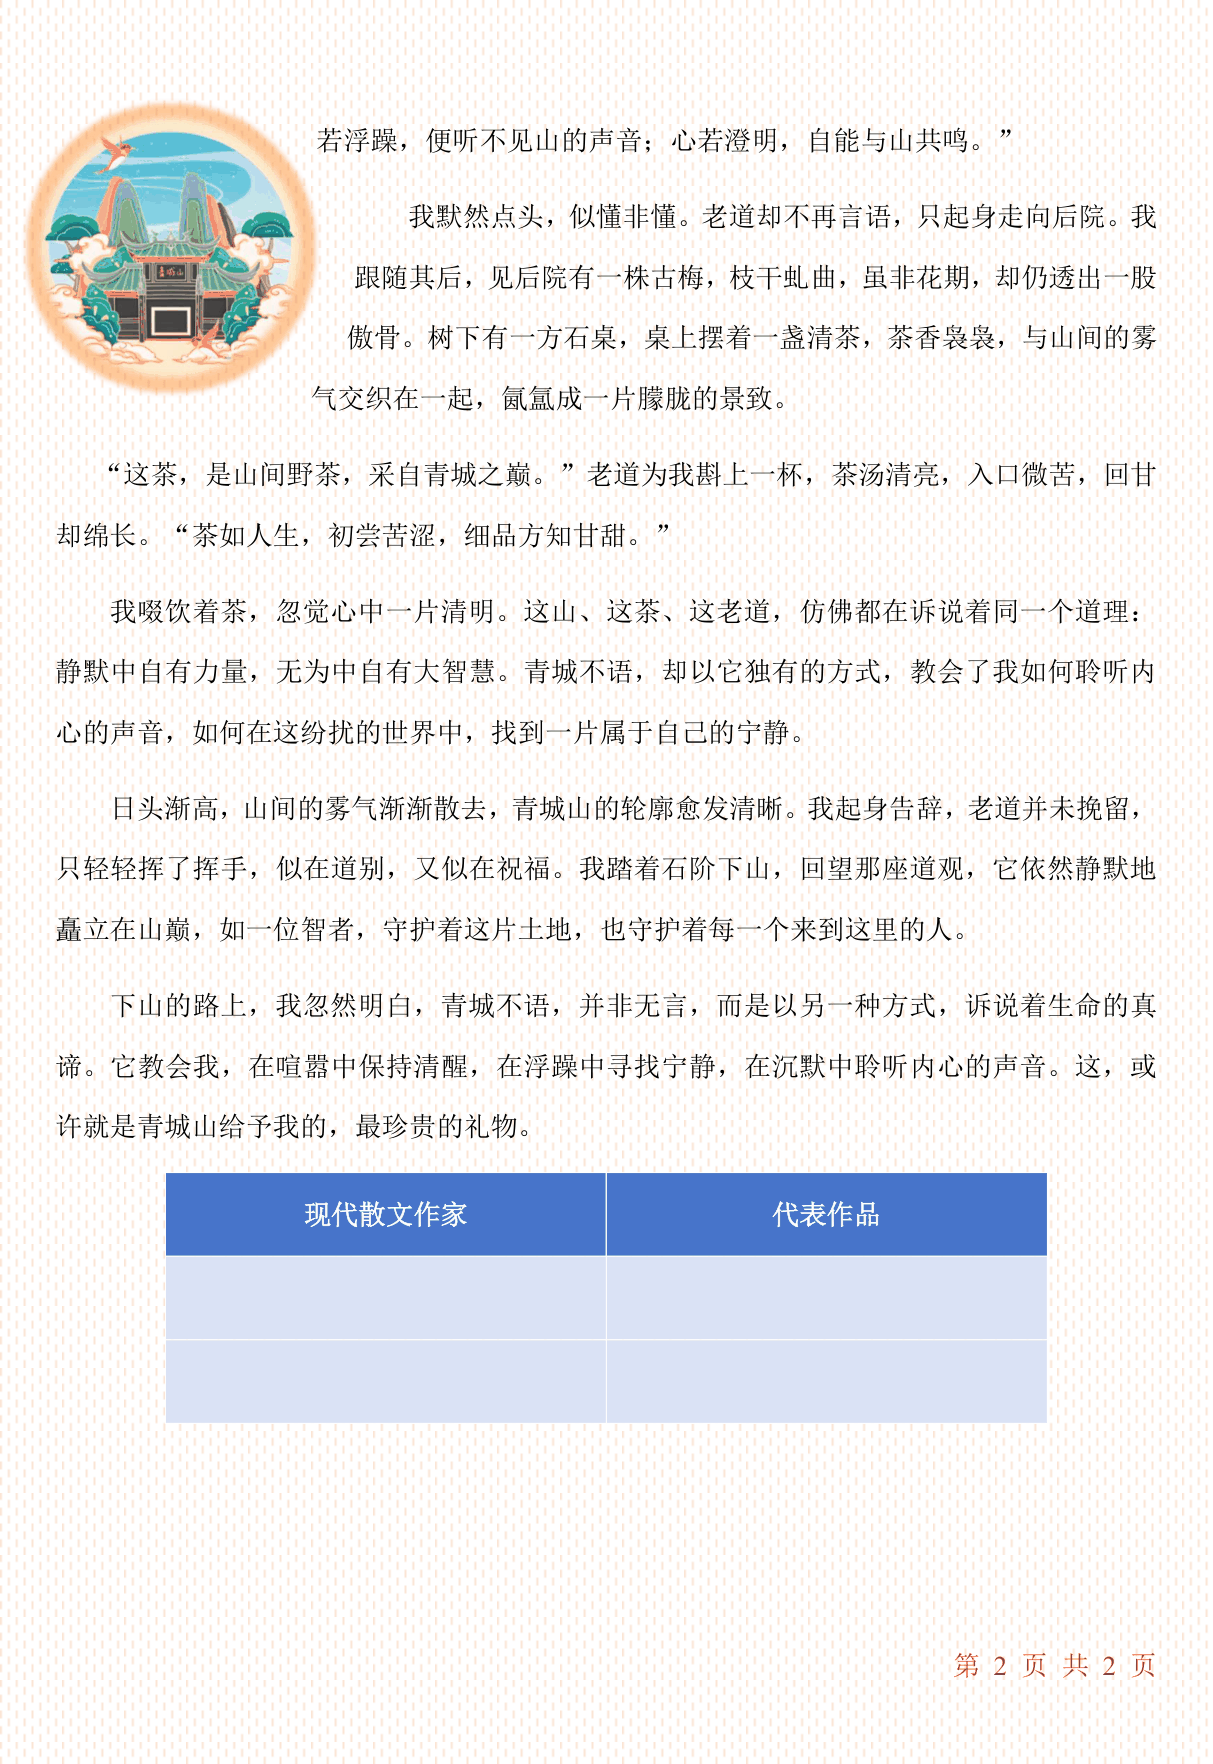 若浮躁，便听不见山的声音；心若澄明，自能与山共鸣。”
我默然点头，似懂非懂。老道却不再言语，只起身走向后院。我
跟随其后，见后院有一株古梅，枝干虬曲，虽非花期，却仍透出一股
傲骨。树下有一方石桌，桌上摆着一盏清茶，茶香袅袅，与山间的雾
气交织在一起，氤氲成一片朦胧的景致。
“这茶，是山间野茶，采自青城之巅。”老道为我斟上一杯，茶汤清亮，入口微苦，回甘
却绵长。“茶如人生，初尝苦涩，细品方知甘甜。”
我啜饮着茶，忽觉心中一片清明。这山、这茶、这老道，仿佛都在诉说着同一个道理：
静默中自有力量，无为中自有大智慧。青城不语，却以它独有的方式，教会了我如何聆听内
心的声音，如何在这纷扰的世界中，找到一片属于自己的宁静。
日头渐高，山间的雾气渐渐散去，青城山的轮廓愈发清晰。我起身告辞，老道并未挽留，
只轻轻挥了挥手，似在道别，又似在祝福。我踏着石阶下山，回望那座道观，它依然静默地
矗立在山巅，如一位智者，守护着这片土地，也守护着每一个来到这里的人。
下山的路上，我忽然明白，青城不语，并非无言，而是以另一种方式，诉说着生命的真
谛。它教会我，在喧嚣中保持清醒，在浮躁中寻找宁静，在沉默中聆听内心的声音。这，或
许就是青城山给予我的，最珍贵的礼物。
现代散文作家
代表作品
第 2 页 共 2 页